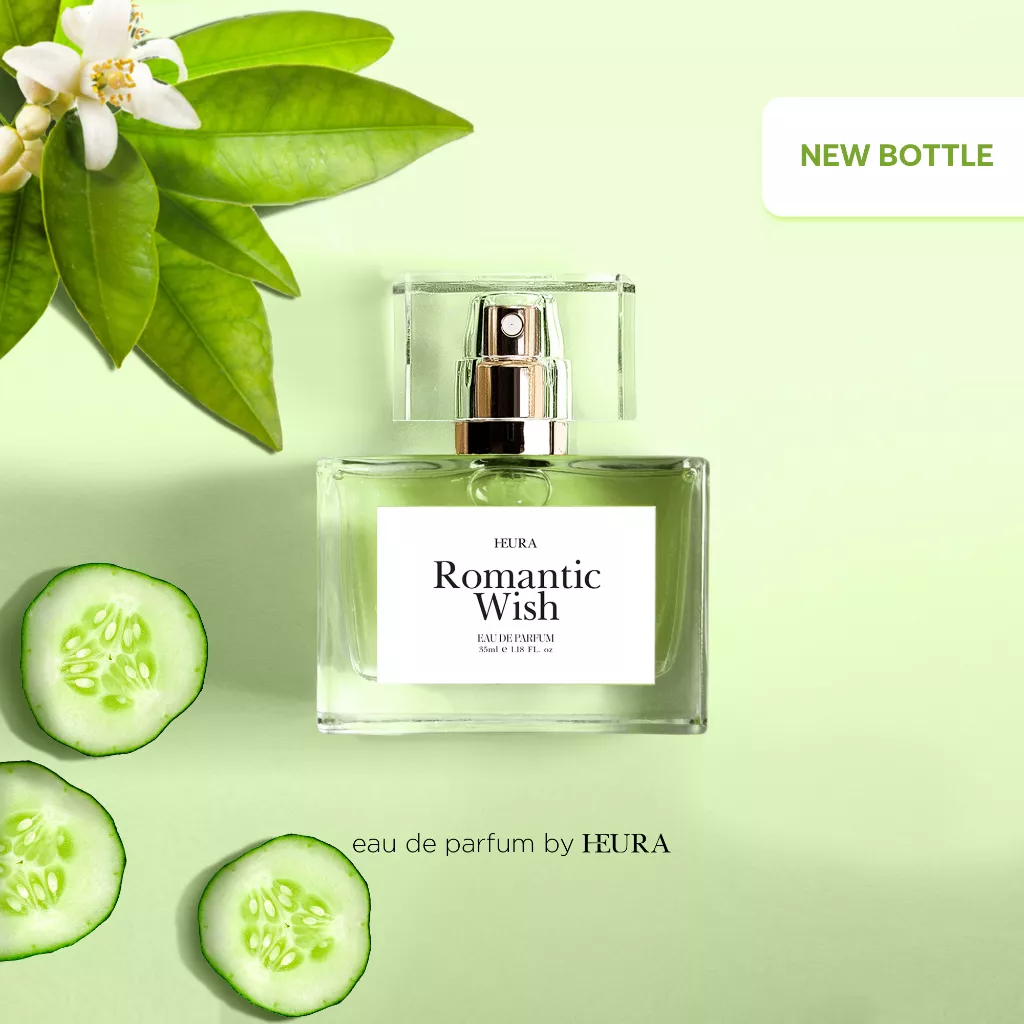 NEW BOTTLE
HEURA
Romantic
Wish
EAU DE PARFUM
35ml e 1.18 FL. oz
eau de parfum by HEURA